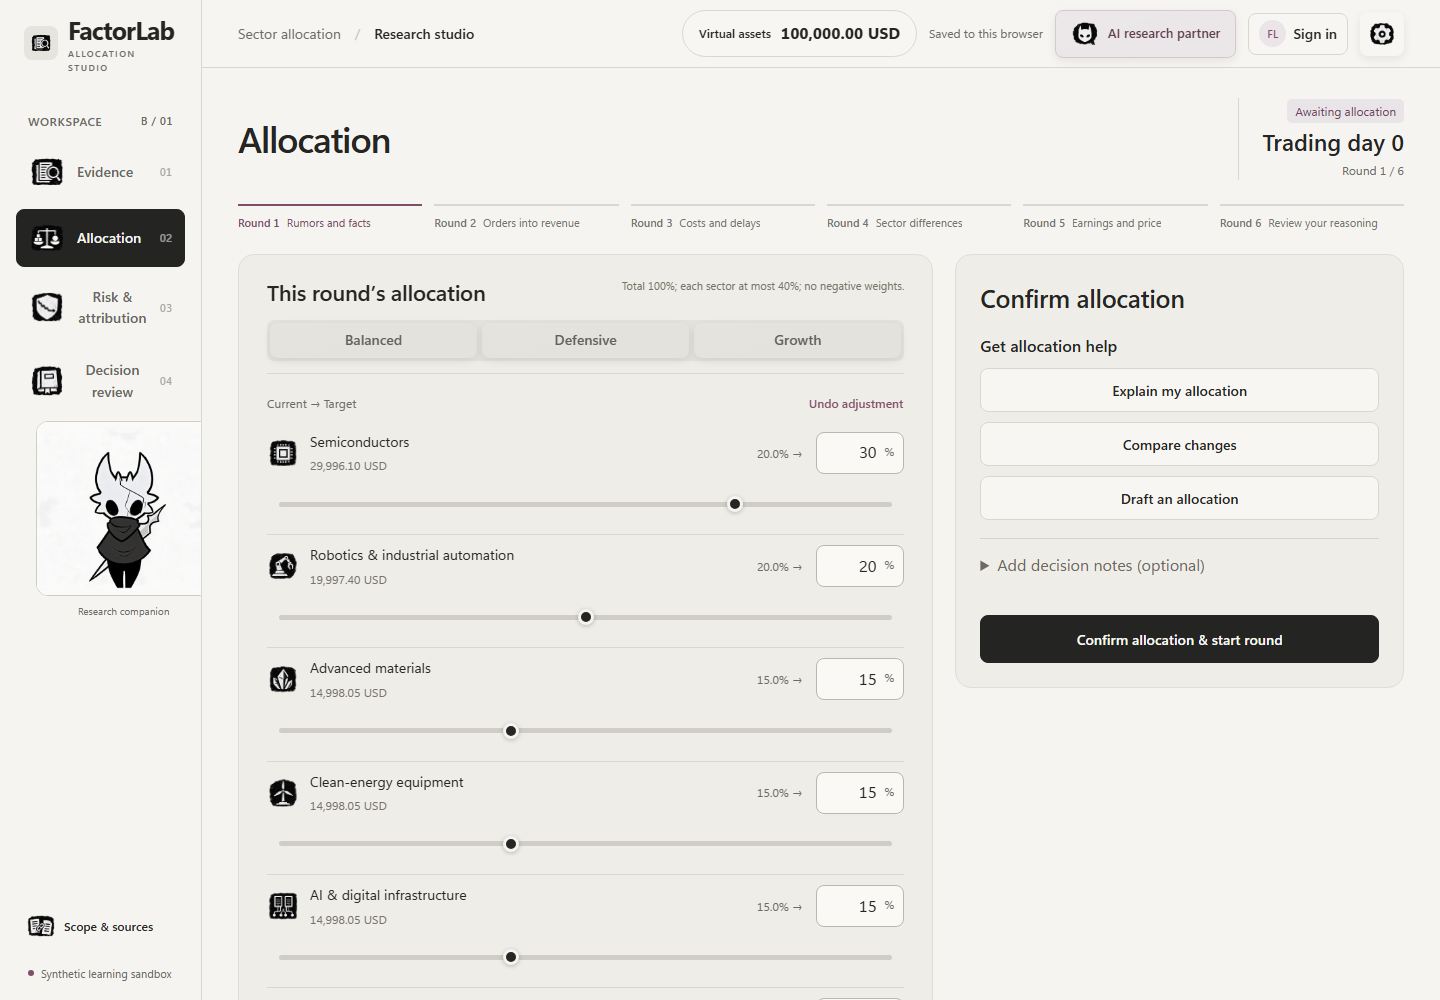 FactorLab
ALLOCATION
STUDIO
WORKSPACE B / 01
Evidence 01
Allocation 02
Risk &
attribution 03
Decision
review 04
Research companion
Scope & sources
Synthetic learning sandbox
Sector allocation / Research studio
Virtual assets 100,000.00 USD
Saved to this browser
AI research partner
FL Sign in
Allocation
Awaiting allocation
Trading day 0
Round 1 / 6
Round 1 Rumors and facts
Round 2 Orders into revenue
Round 3 Costs and delays
Round 4 Sector differences
Round 5 Earnings and price
Round 6 Review your reasoning
This round's allocation
Total 100%; each sector at most 40%; no negative weights.
Balanced
Defensive
Growth
Current → Target
Undo adjustment
Semiconductors
29,996.10 USD
20.0% → 30 %
Robotics & industrial automation
19,997.40 USD
20.0% → 20 %
Advanced materials
14,998.05 USD
15.0% → 15 %
Clean-energy equipment
14,998.05 USD
15.0% → 15 %
AI & digital infrastructure
14,998.05 USD
15.0% → 15 %
Confirm allocation
Get allocation help
Explain my allocation
Compare changes
Draft an allocation
Add decision notes (optional)
Confirm allocation & start round